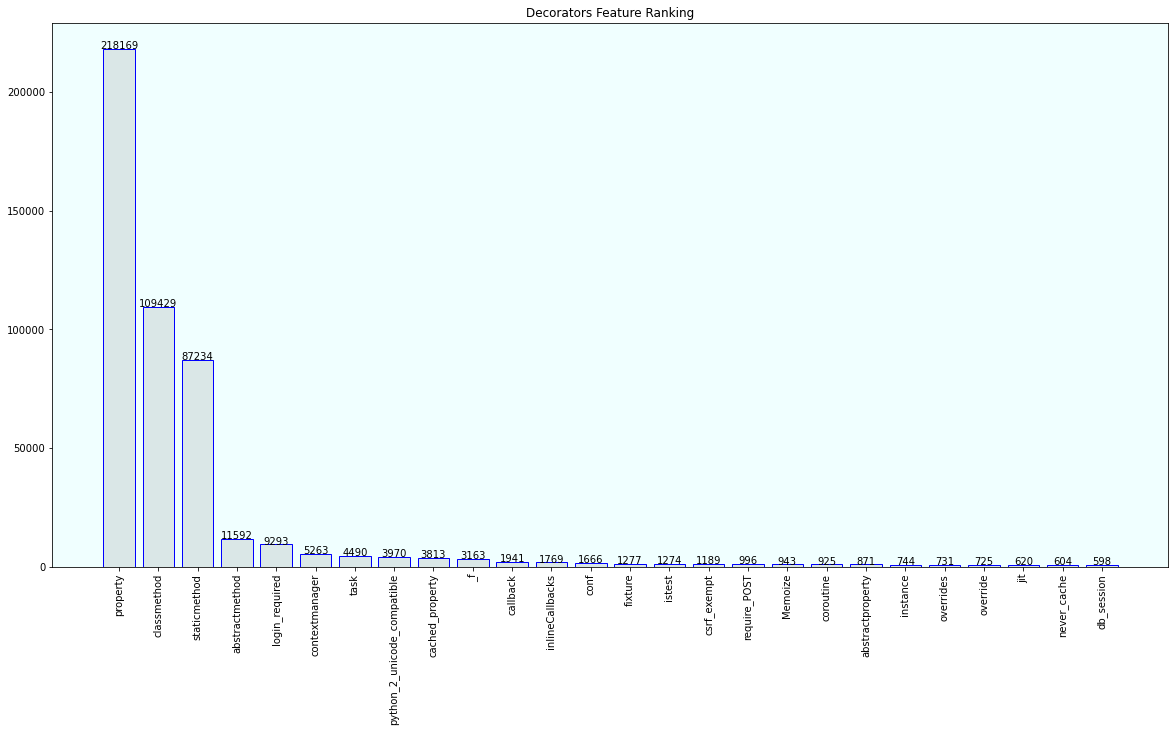 Decorators Feature Ranking
218169
200000
150000
109429
100000
87234
50000
11592
9293
5263
4490
3970
3813
3163
1941
1769
1666
1277
1274
1189
996
943
925
871
744
731
725
620
604
598
0
property
classmethod
staticmethod
abstractmethod
login_required
contextmanager
task
python_2_unicode_compatible
cached_property
_f
callback
inlineCallbacks
conf
fixture
istest
csrf_exempt
require_POST
Memoize
coroutine
abstractproperty
instance
overrides
override
jit
never_cache
db_session